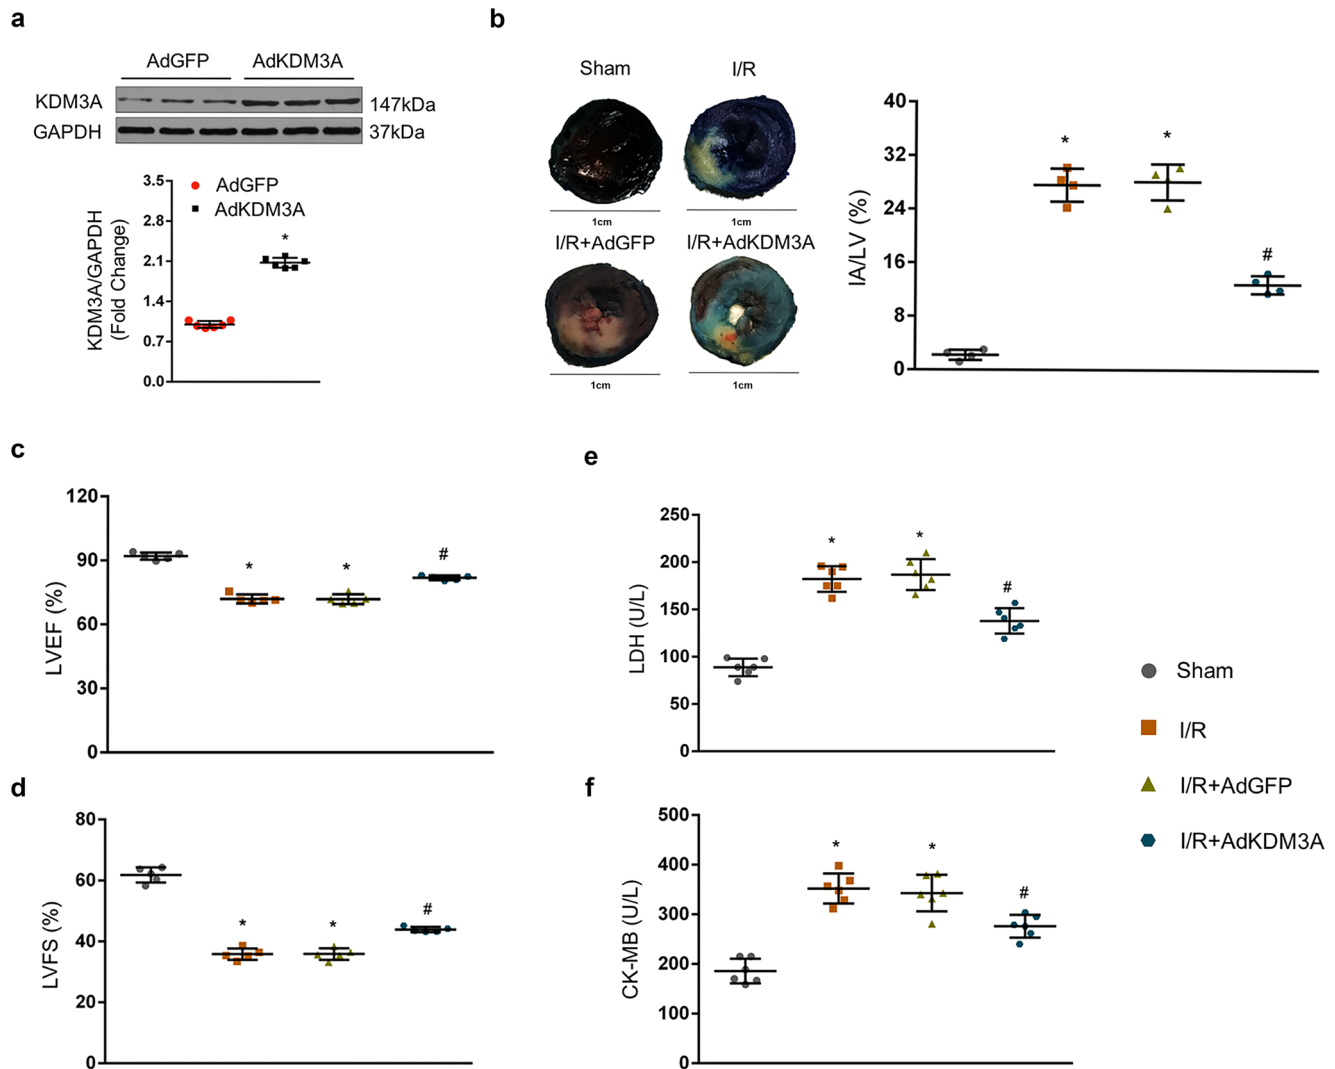 a
AdGFP AdKDM3A
KDM3A 147kDa
GAPDH 37kDa
KDM3A/GAPDH
(Fold Change)
3.5
2.8
2.1
1.4
0.7
0.0
AdGFP
AdKDM3A
*
b
Sham I/R
1cm 1cm
I/R+AdGFP I/R+AdKDM3A
1cm 1cm
IA/LV (%)
40
32
24
16
8
0
* * #
c
LVEF (%)
120
90
60
30
0
* * #
d
LVFS (%)
80
60
40
20
0
* * #
e
LDH (U/L)
250
200
150
100
50
0
* * #
f
CK-MB (U/L)
500
400
300
200
100
0
* * #
Sham
I/R
I/R+AdGFP
I/R+AdKDM3A